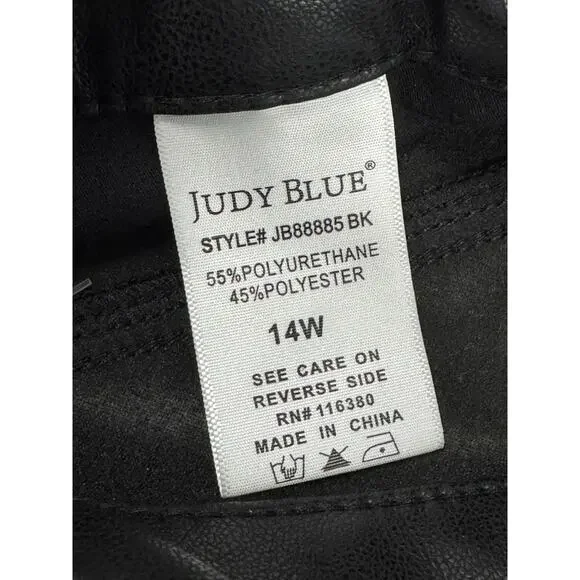 JUDY BLUE®
STYLE# JB88885 BK
55%POLYURETHANE
45%POLYESTER
14W
SEE CARE ON
REVERSE SIDE
RN# 116380
MADE IN CHINA